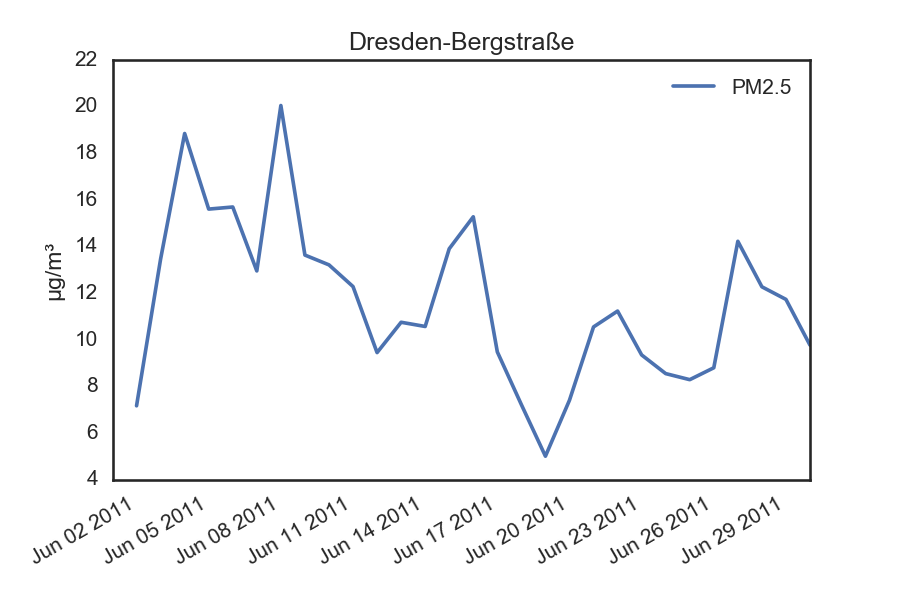 Dresden-Bergstraße
22
20
18
16
14
12
10
8
6
4
µg/m³
PM2.5
Jun 02 2011
Jun 05 2011
Jun 08 2011
Jun 11 2011
Jun 14 2011
Jun 17 2011
Jun 20 2011
Jun 23 2011
Jun 26 2011
Jun 29 2011